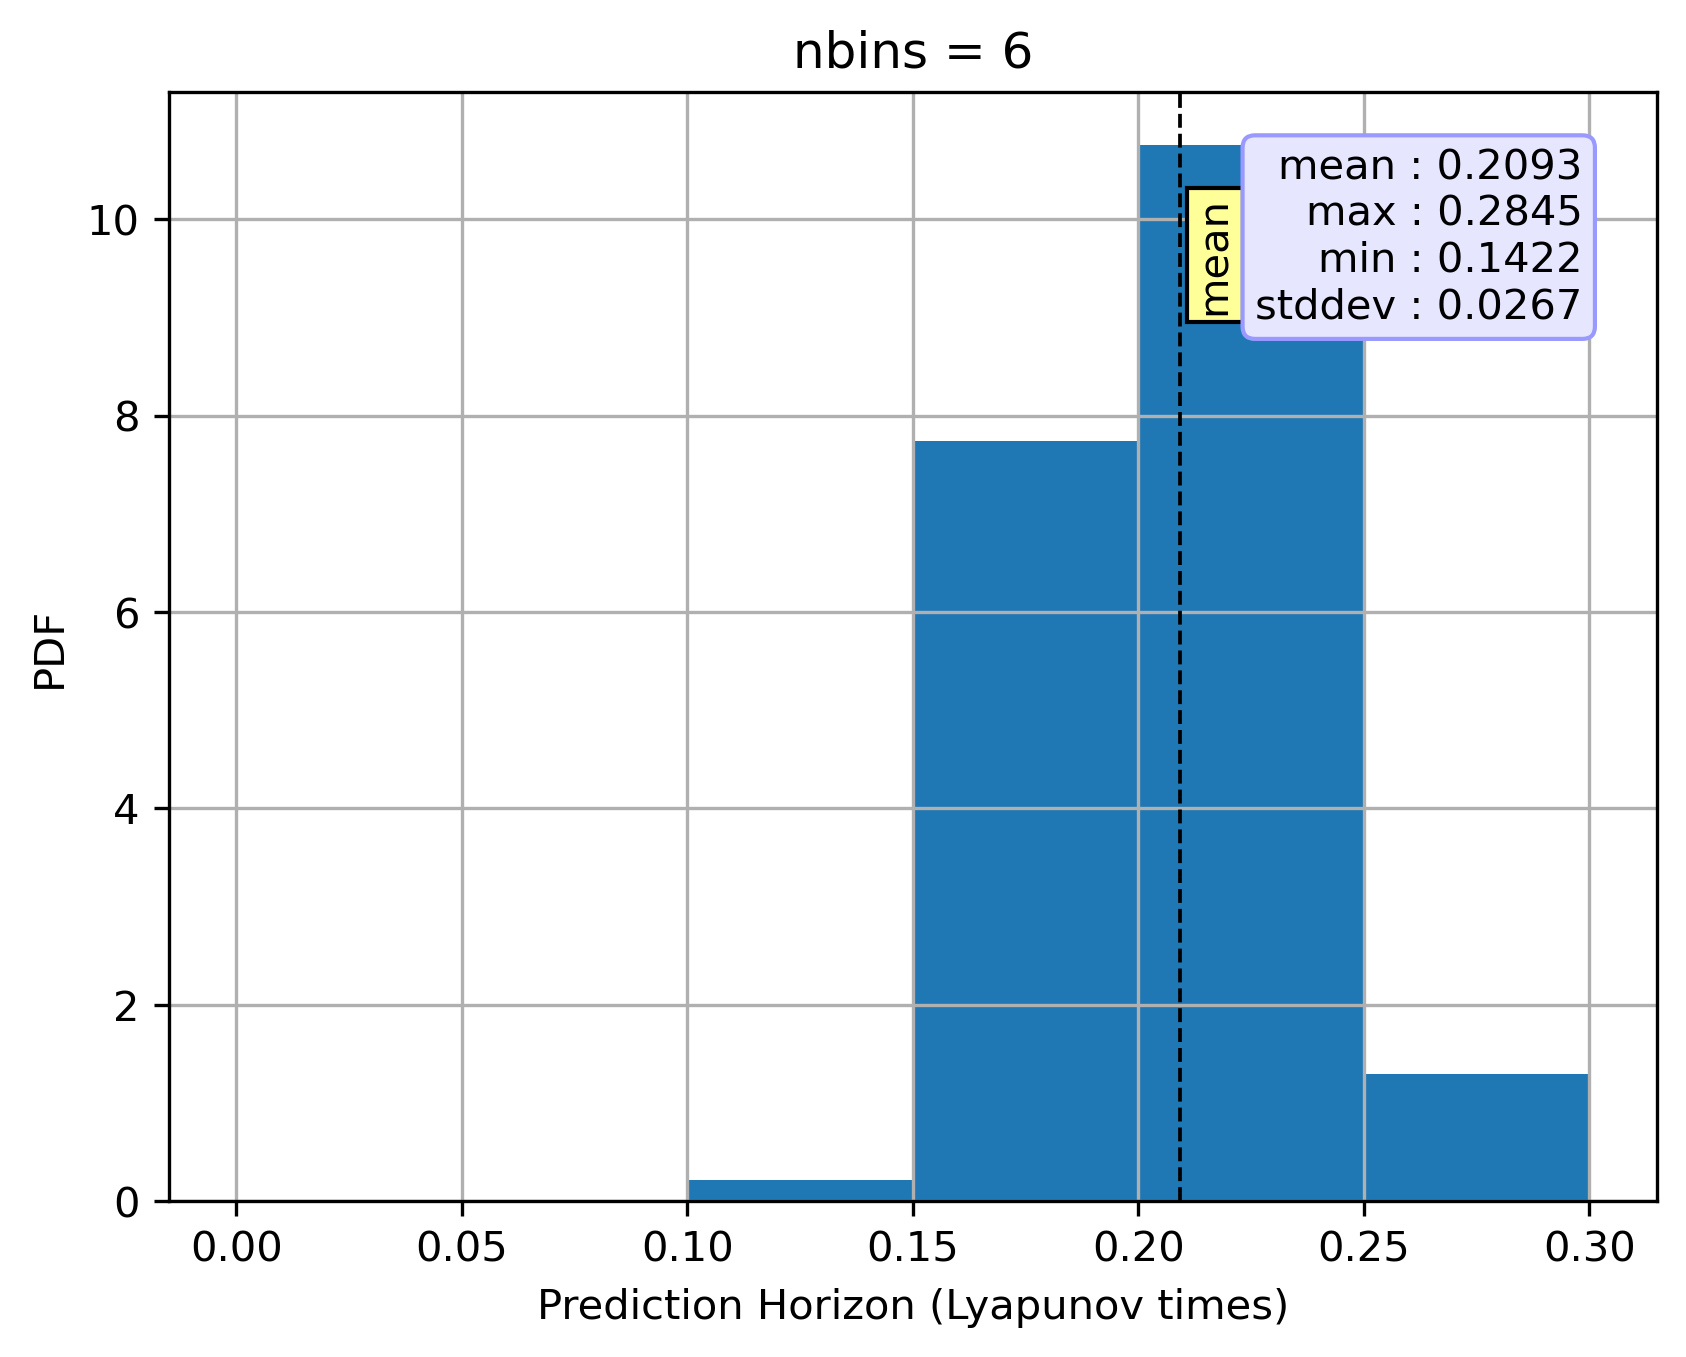 nbins = 6
mean : 0.2093
max : 0.2845
min : 0.1422
stddev : 0.0267
mean
PDF
10
8
6
4
2
0
0.00 0.05 0.10 0.15 0.20 0.25 0.30
Prediction Horizon (Lyapunov times)